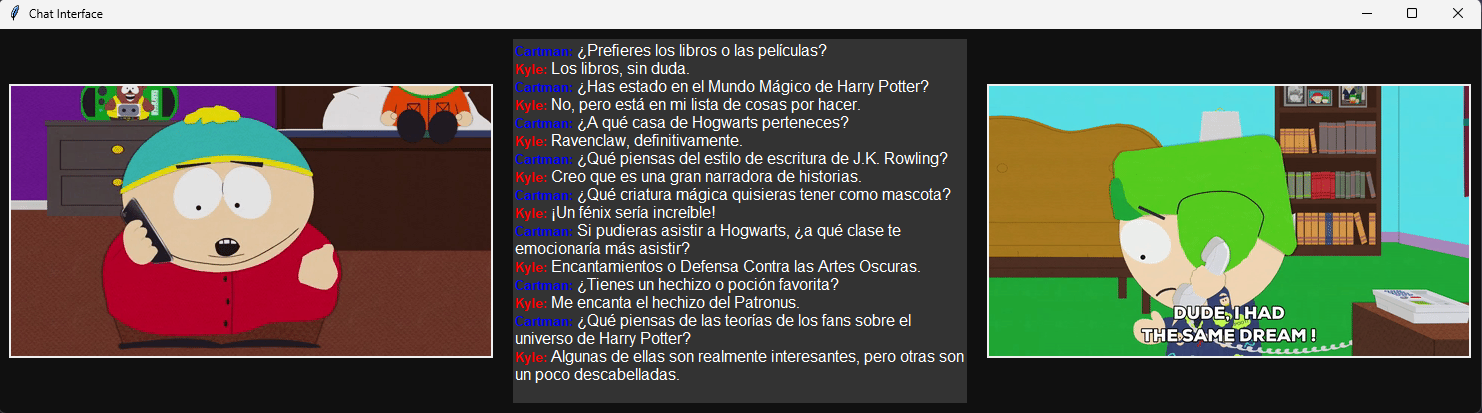 Chat Interface
Cartman: ¿Prefieres los libros o las películas?
Kyle: Los libros, sin duda.
Cartman: ¿Has estado en el Mundo Mágico de Harry Potter?
Kyle: No, pero está en mi lista de cosas por hacer.
Cartman: ¿A qué casa de Hogwarts perteneces?
Kyle: Ravenclaw, definitivamente.
Cartman: ¿Qué piensas del estilo de escritura de J.K. Rowling?
Kyle: Creo que es una gran narradora de historias.
Cartman: ¿Qué criatura mágica quisieras tener como mascota?
Kyle: ¡Un fénix sería increíble!
Cartman: Si pudieras asistir a Hogwarts, ¿a qué clase te
emocionaría más asistir?
Kyle: Encantamientos o Defensa Contra las Artes Oscuras.
Cartman: ¿Tienes un hechizo o poción favorita?
Kyle: Me encanta el hechizo del Patronus.
Cartman: ¿Qué piensas de las teorías de los fans sobre el
universo de Harry Potter?
Kyle: Algunas de ellas son realmente interesantes, pero otras son
un poco descabelladas.
DUDE, I HAD
THE SAME DREAM !